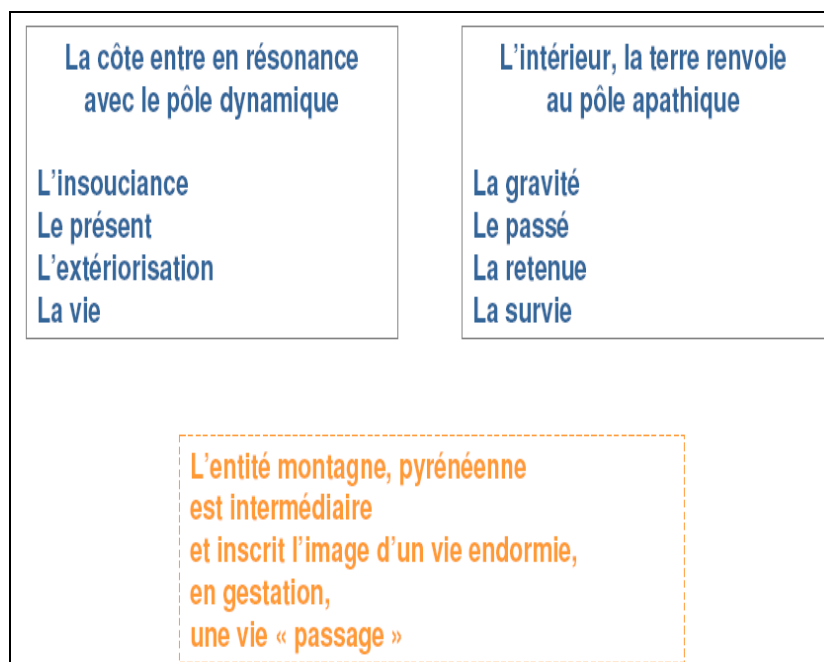 La côte entre en résonance
avec le pôle dynamique
L'insouciance
Le présent
L'extériorisation
La vie
L'intérieur, la terre renvoie
au pôle apathique
La gravité
Le passé
La retenue
La survie
L'entité montagne, pyrénéenne
est intermédiaire
et inscrit l'image d'un vie endormie,
en gestation,
une vie « passage »